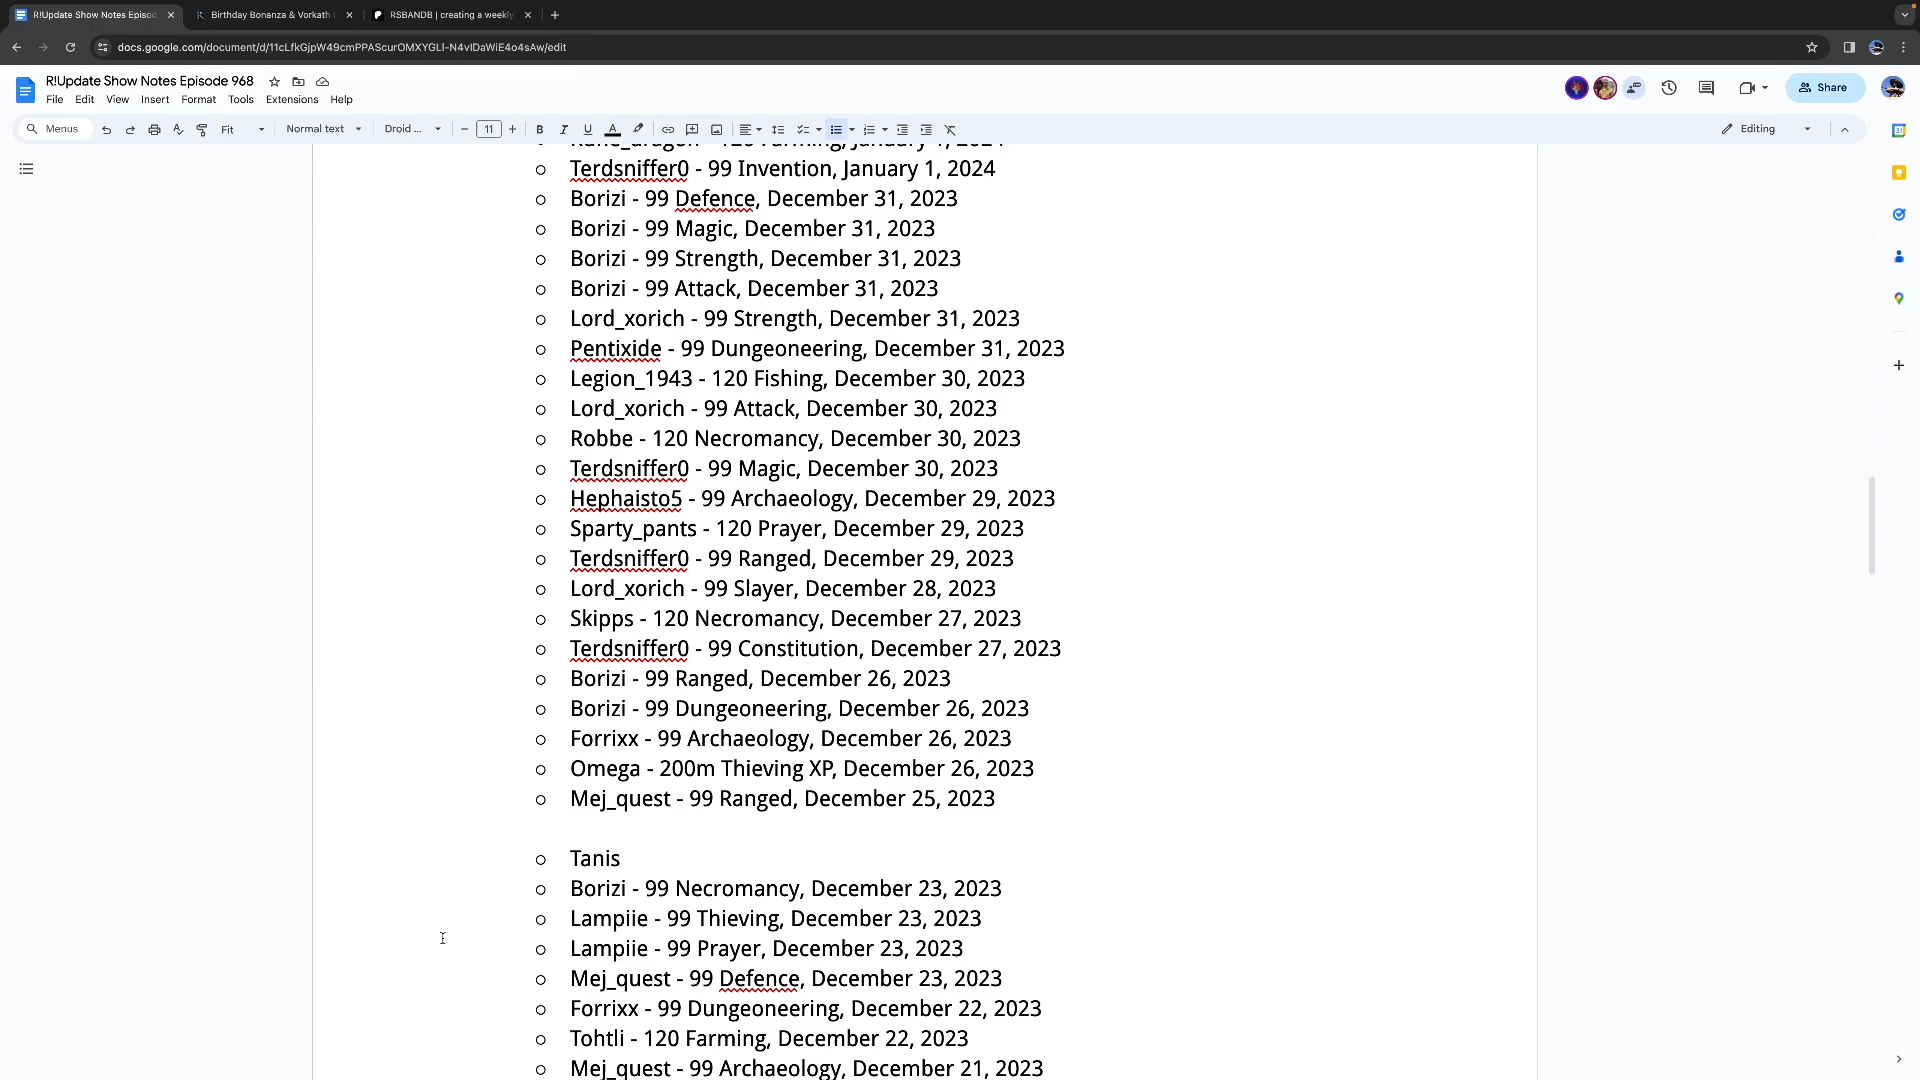 R!Update Show Notes Episod
Birthday Bonanza & Vorkath
RSBANDB | creating a weekly
docs.google.com/document/d/11cLfkGjpW49cmPPAScurOMXYGLI-N4vIDaWiE4o4sAw/edit
R!Update Show Notes Episode 968
File Edit View Insert Format Tools Extensions Help
Share
Menus
Fit
Normal text
Droid ...
11
Editing
Terdsniffer0 - 99 Invention, January 1, 2024
Borizi - 99 Defence, December 31, 2023
Borizi - 99 Magic, December 31, 2023
Borizi - 99 Strength, December 31, 2023
Borizi - 99 Attack, December 31, 2023
Lord_xorich - 99 Strength, December 31, 2023
Pentixide - 99 Dungeoneering, December 31, 2023
Legion_1943 - 120 Fishing, December 30, 2023
Lord_xorich - 99 Attack, December 30, 2023
Robbe - 120 Necromancy, December 30, 2023
Terdsniffer0 - 99 Magic, December 30, 2023
Hephaisto5 - 99 Archaeology, December 29, 2023
Sparty_pants - 120 Prayer, December 29, 2023
Terdsniffer0 - 99 Ranged, December 29, 2023
Lord_xorich - 99 Slayer, December 28, 2023
Skipps - 120 Necromancy, December 27, 2023
Terdsniffer0 - 99 Constitution, December 27, 2023
Borizi - 99 Ranged, December 26, 2023
Borizi - 99 Dungeoneering, December 26, 2023
Forrixx - 99 Archaeology, December 26, 2023
Omega - 200m Thieving XP, December 26, 2023
Mej_quest - 99 Ranged, December 25, 2023
Tanis
Borizi - 99 Necromancy, December 23, 2023
Lampiie - 99 Thieving, December 23, 2023
Lampiie - 99 Prayer, December 23, 2023
Mej_quest - 99 Defence, December 23, 2023
Forrixx - 99 Dungeoneering, December 22, 2023
Tohtli - 120 Farming, December 22, 2023
Mej_quest - 99 Archaeology, December 21, 2023